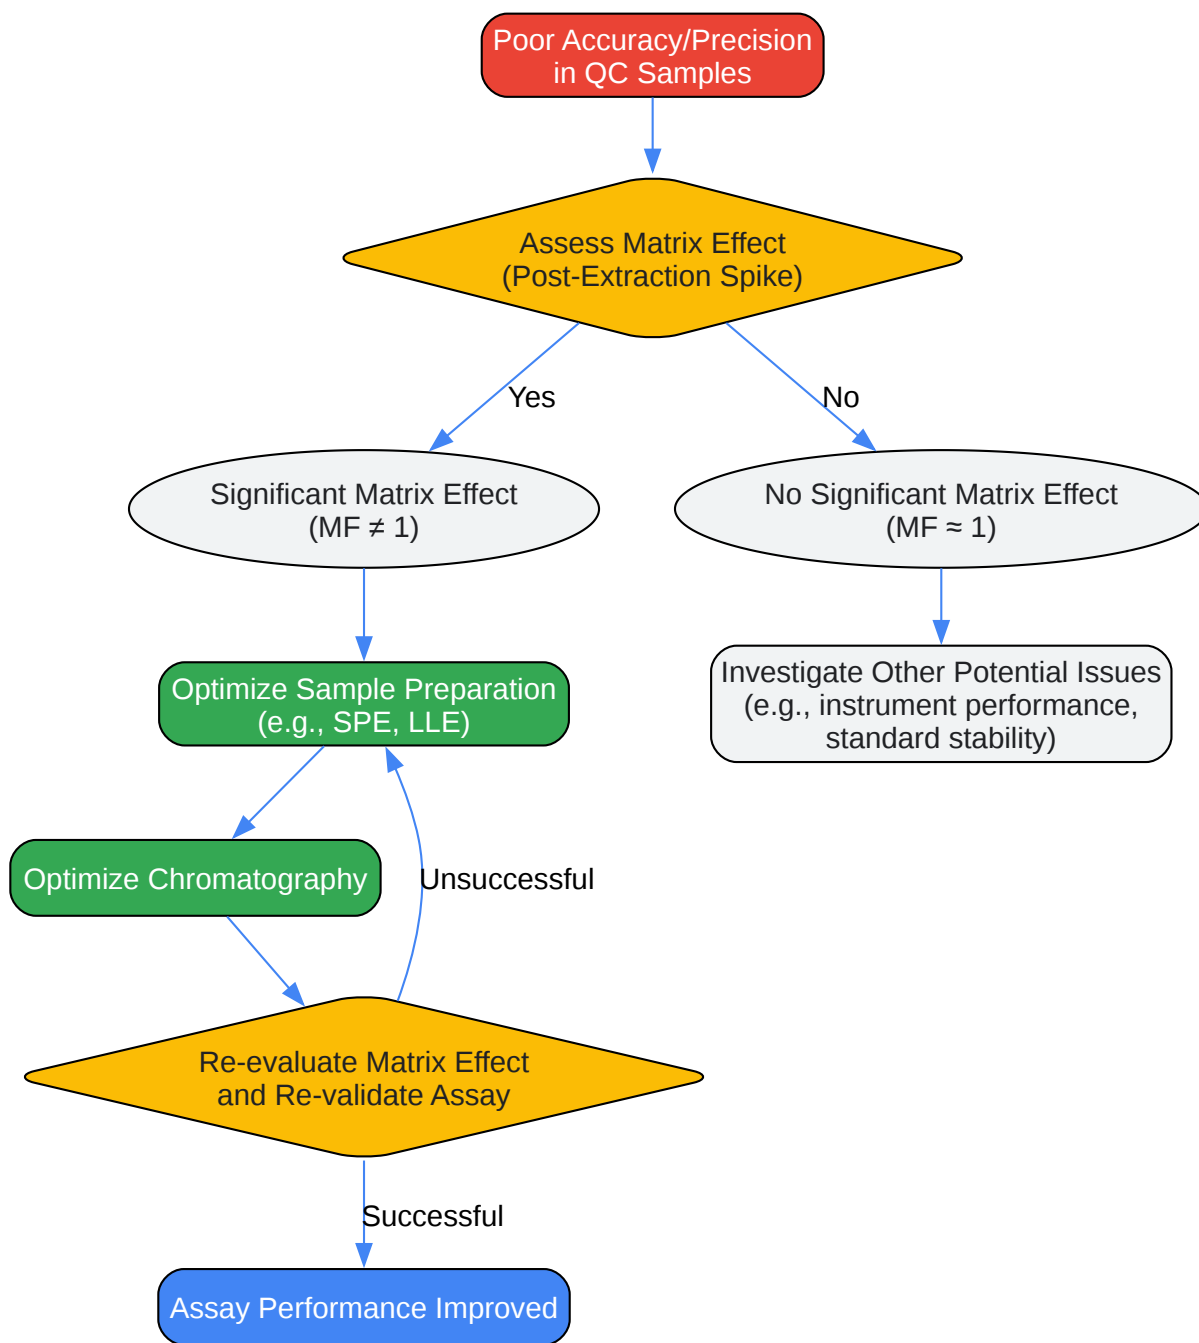 Poor Accuracy/Precision
in QC Samples
Assess Matrix Effect
(Post-Extraction Spike)
Yes
No
Significant Matrix Effect
(MF ≠ 1)
No Significant Matrix Effect
(MF ≈ 1)
Optimize Sample Preparation
(e.g., SPE, LLE)
Investigate Other Potential Issues
(e.g., instrument performance,
standard stability)
Optimize Chromatography
Unsuccessful
Re-evaluate Matrix Effect
and Re-validate Assay
Successful
Assay Performance Improved